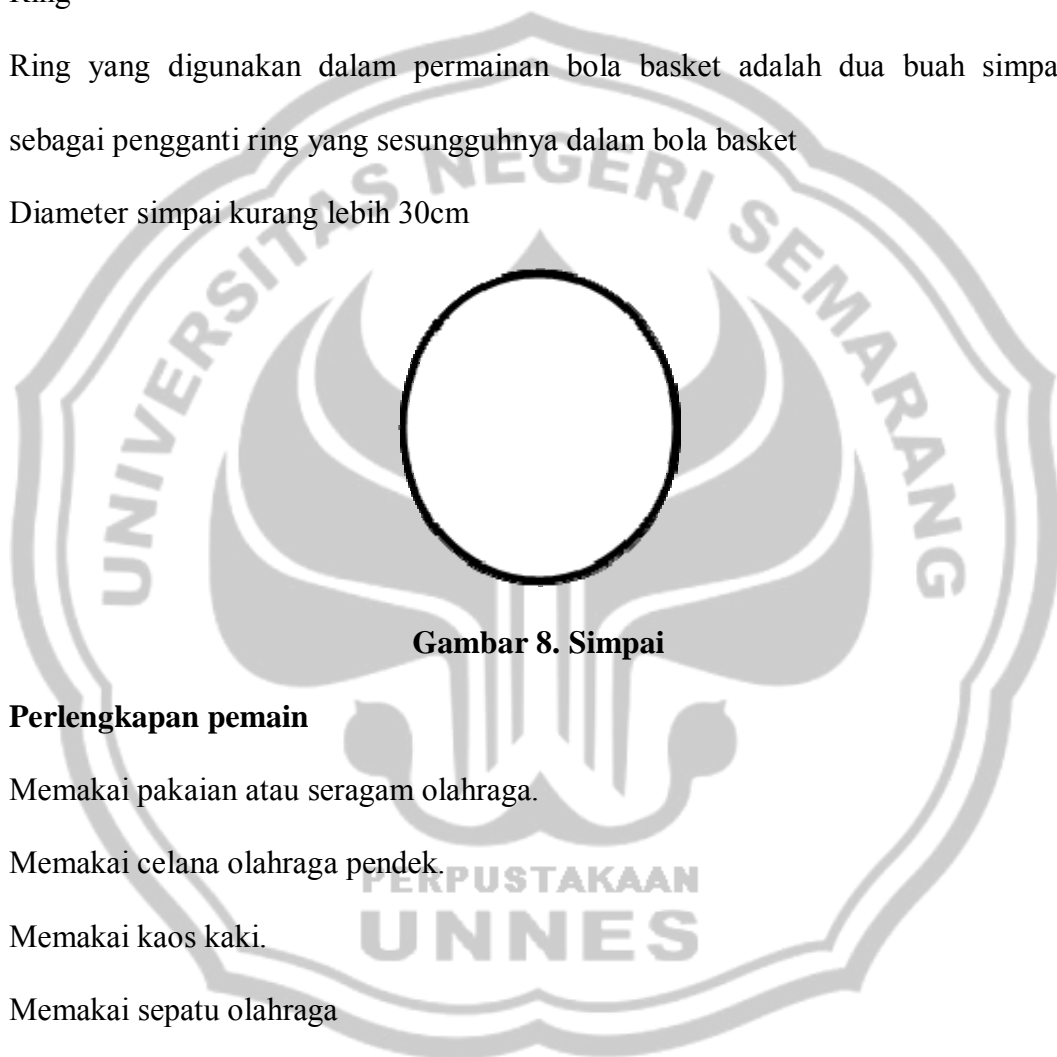 Ring
Ring yang digunakan dalam permainan bola basket adalah dua buah simpa
sebagai pengganti ring yang sesungguhnya dalam bola basket
Diameter simpai kurang lebih 30cm
Gambar 8. Simpai
Perlengkapan pemain
Memakai pakaian atau seragam olahraga.
Memakai celana olahraga pendek.
Memakai kaos kaki.
Memakai sepatu olahraga
UNIVERSITAS NEGERI SEMARANG
PERPUSTAKAAN
UNNES